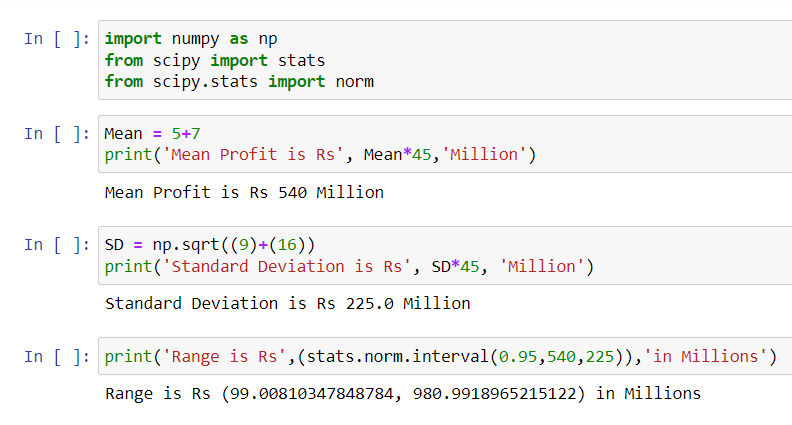 In [ ]: import numpy as np
from scipy import stats
from scipy.stats import norm
In [ ]: Mean = 5+7
print('Mean Profit is Rs', Mean*45,'Million')
Mean Profit is Rs 540 Million
In [ ]: SD = np.sqrt((9)+(16))
print('Standard Deviation is Rs', SD*45, 'Million')
Standard Deviation is Rs 225.0 Million
In [ ]: print('Range is Rs',(stats.norm.interval(0.95,540,225)),'in Millions')
Range is Rs (99.00810347848784, 980.9918965215122) in Millions